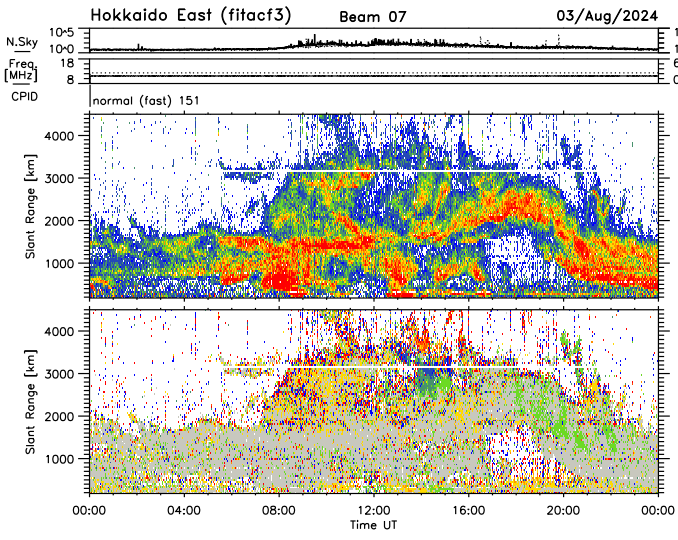 Hokkaido East (fitacf3) Beam 07 03/Aug/2024
N.Sky 10^5 10^0 1 1
Freq. [MHz] 18 8 6 0
CPID normal (fast) 151
Slant Range [km] 4000 3000 2000 1000
Slant Range [km] 4000 3000 2000 1000
00:00 04:00 08:00 12:00 16:00 20:00 00:00
Time UT